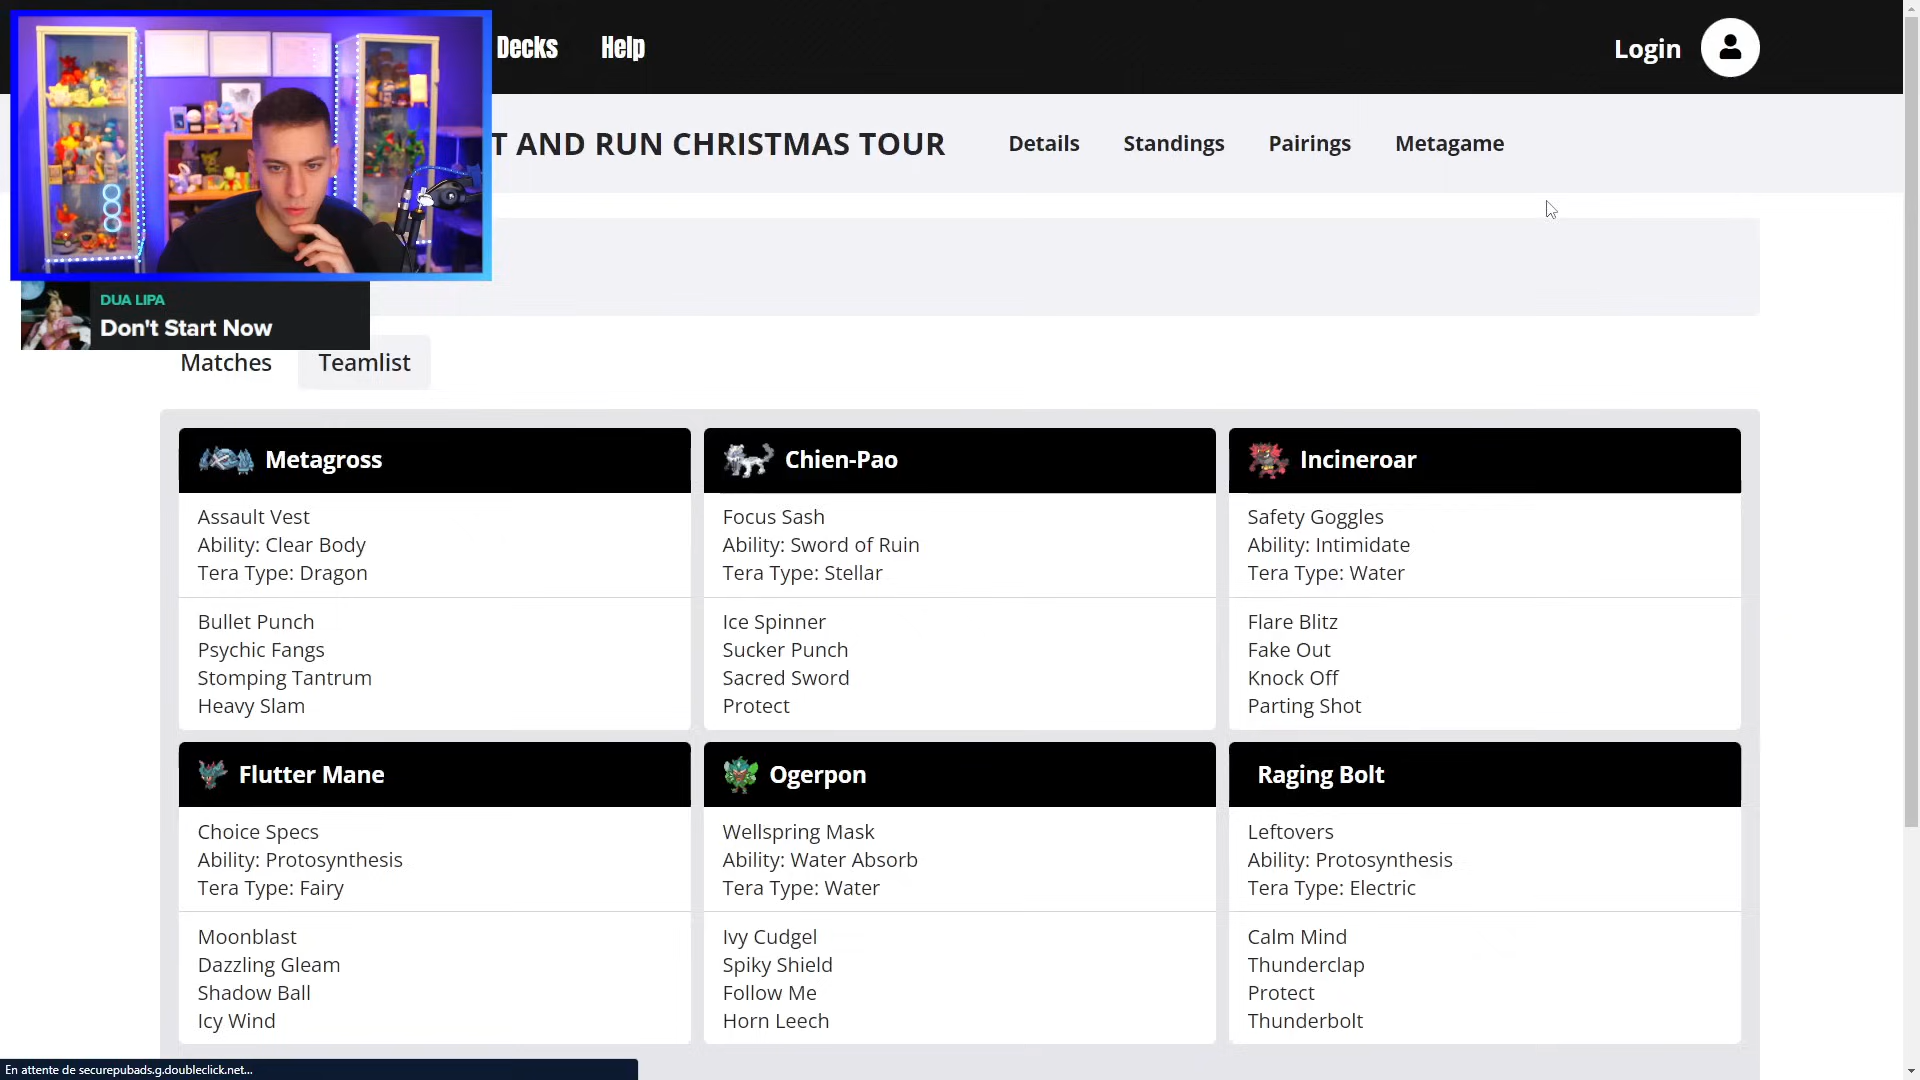 Decks
Help
Login
T AND RUN CHRISTMAS TOUR
Details
Standings
Pairings
Metagame
DUA LIPA
Don't Start Now
Matches
Teamlist
Metagross
Assault Vest
Ability: Clear Body
Tera Type: Dragon
Bullet Punch
Psychic Fangs
Stomping Tantrum
Heavy Slam
Chien-Pao
Focus Sash
Ability: Sword of Ruin
Tera Type: Stellar
Ice Spinner
Sucker Punch
Sacred Sword
Protect
Incineroar
Safety Goggles
Ability: Intimidate
Tera Type: Water
Flare Blitz
Fake Out
Knock Off
Parting Shot
Flutter Mane
Choice Specs
Ability: Protosynthesis
Tera Type: Fairy
Moonblast
Dazzling Gleam
Shadow Ball
Icy Wind
Ogerpon
Wellspring Mask
Ability: Water Absorb
Tera Type: Water
Ivy Cudgel
Spiky Shield
Follow Me
Horn Leech
Raging Bolt
Leftovers
Ability: Protosynthesis
Tera Type: Electric
Calm Mind
Thunderclap
Protect
Thunderbolt
En attente de securepubads.g.doubleclick.net...